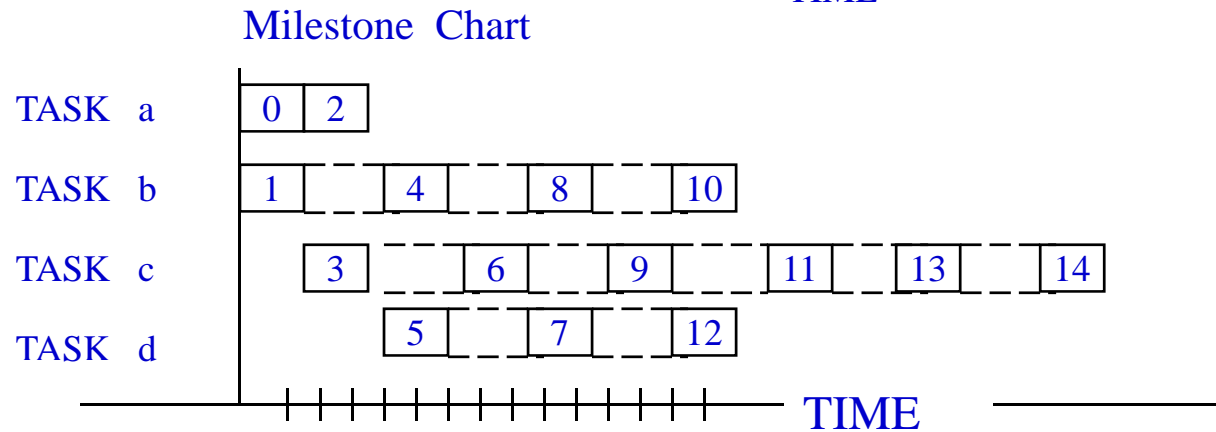 TIME
Milestone Chart
TASK a 0 2
TASK b 1 4 8 10
TASK c 3 6 9 11 13 14
TASK d 5 7 12
TIME